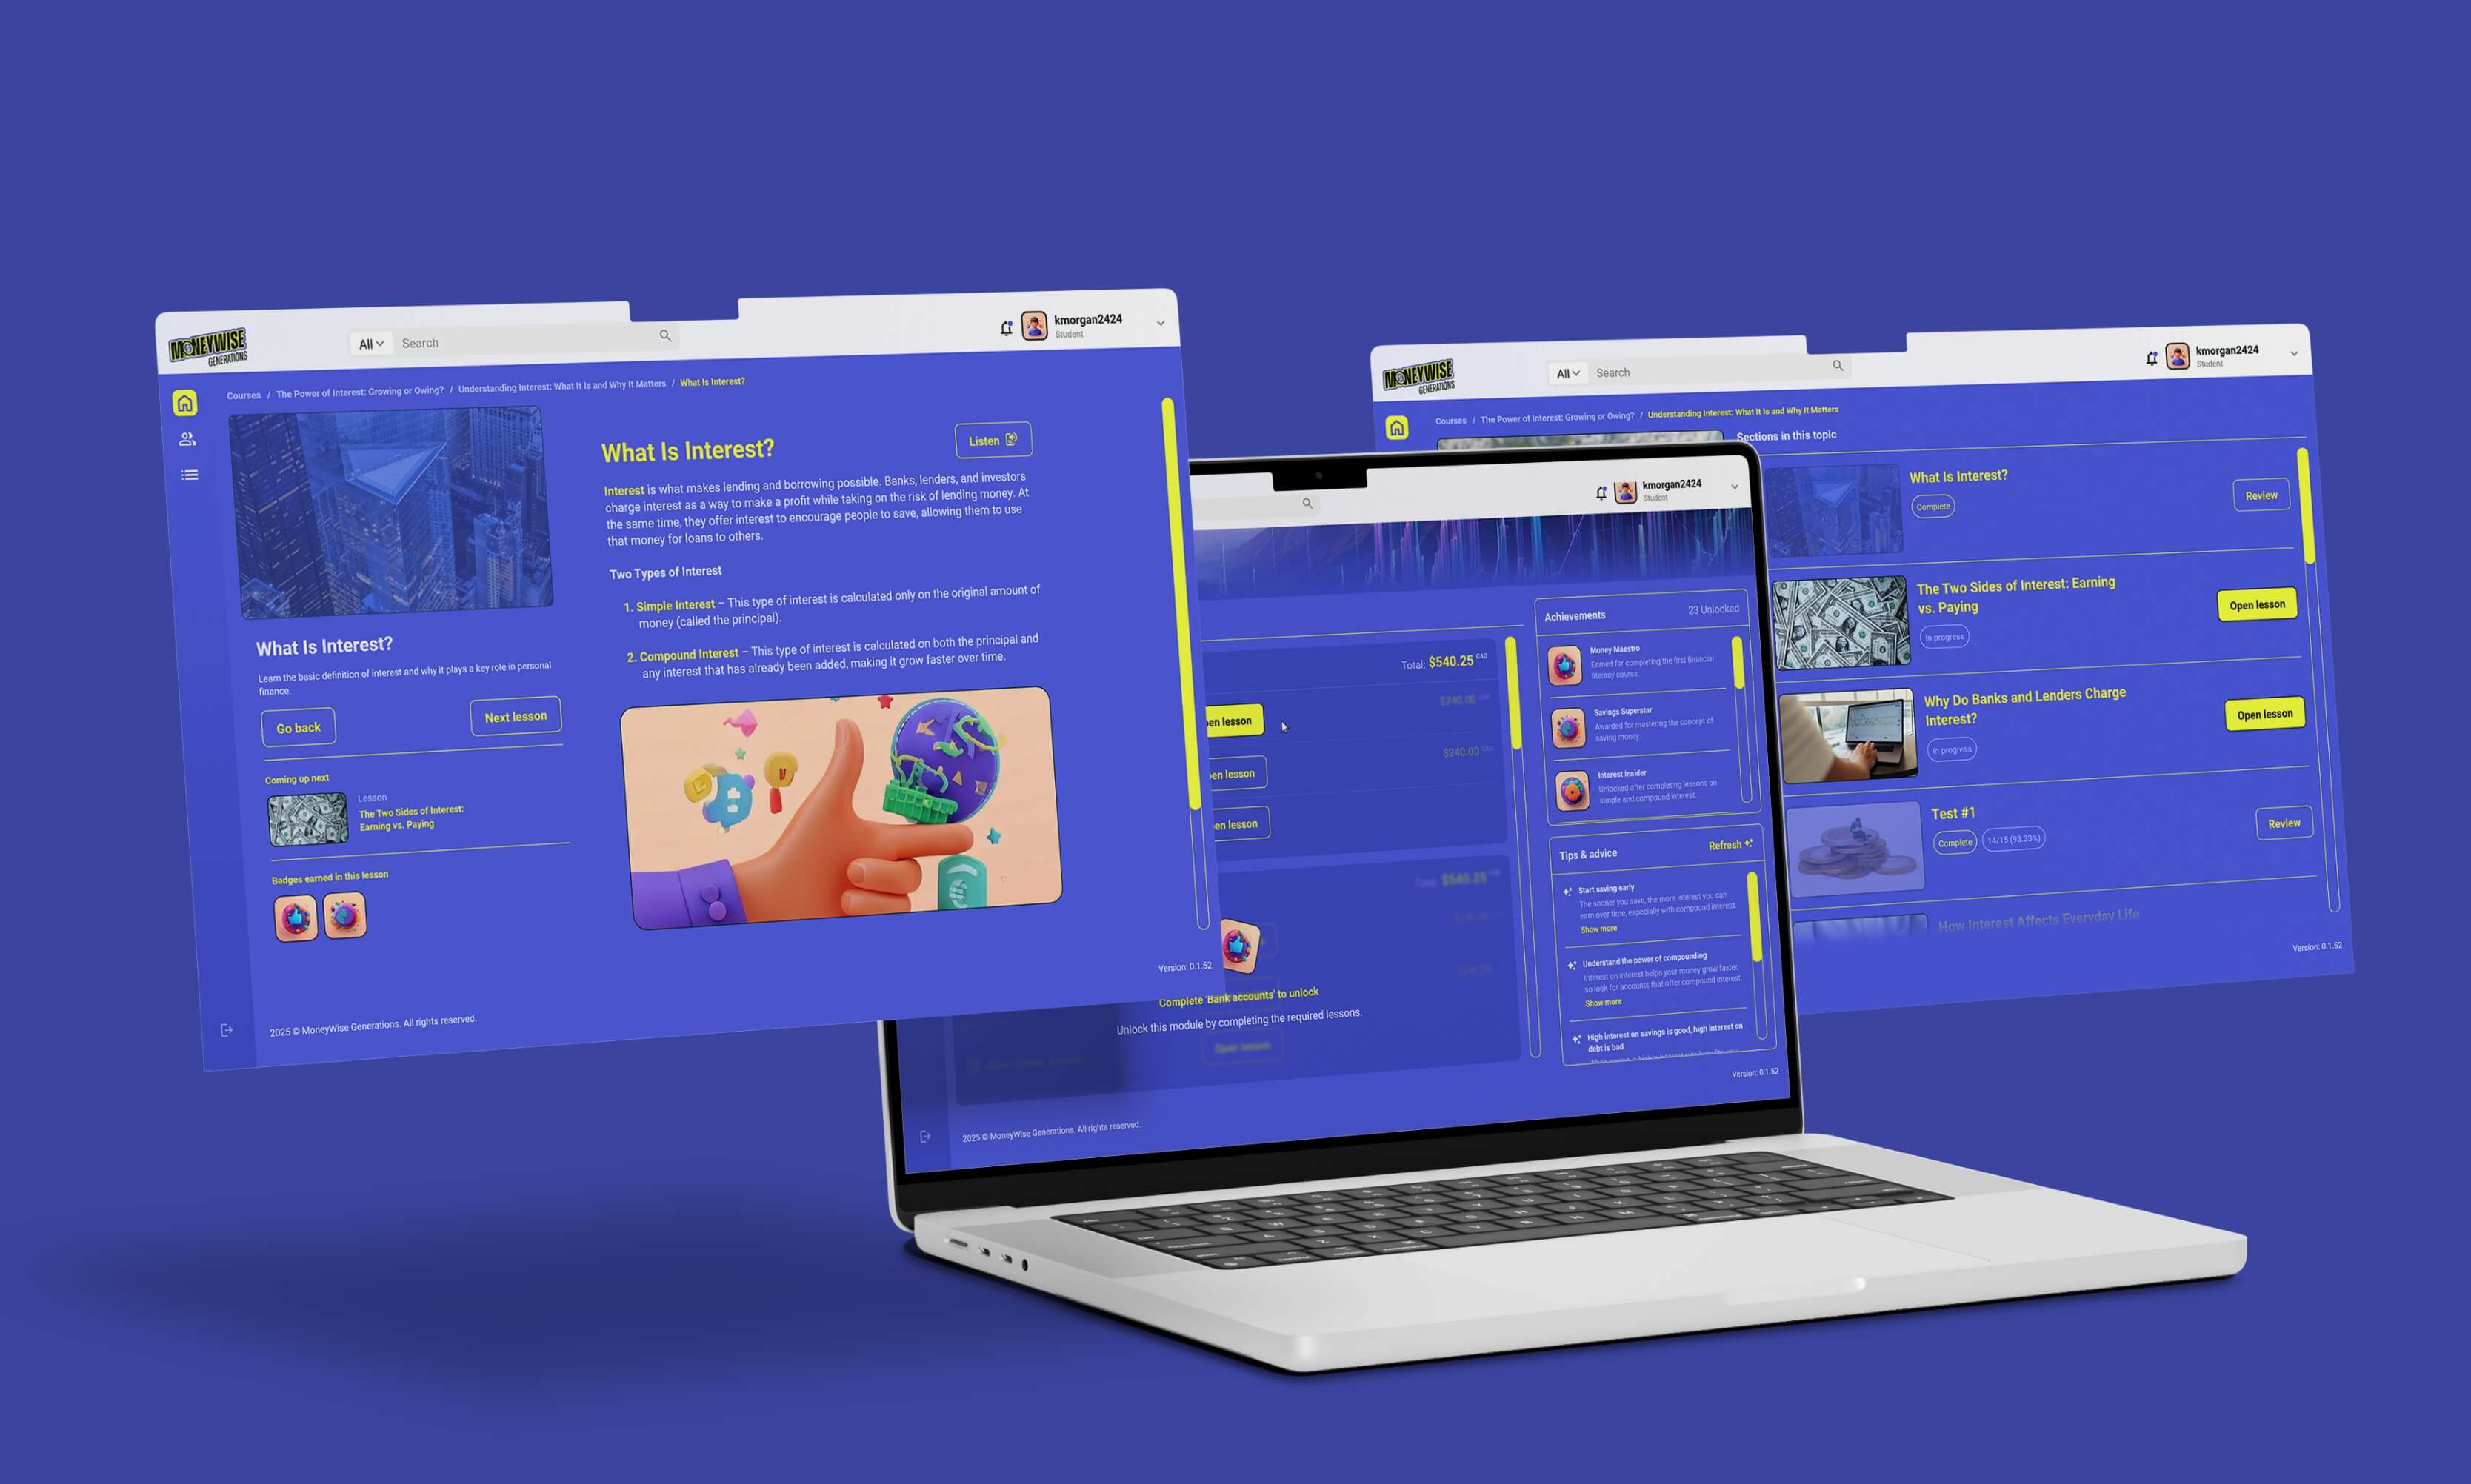 MONEYWISE
GENERATIONS
All
Search
kmorgan2424
Student
Courses / The Power of Interest: Growing or Owing? / Understanding Interest: What It Is and Why It Matters / What Is Interest?
What Is Interest?
Learn the basic definition of interest and why it plays a key role in personal
finance.
Go back
Next lesson
Coming up next
Lesson
The Two Sides of Interest:
Earning vs. Paying
Badges earned in this lesson
What Is Interest?
Listen
Interest is what makes lending and borrowing possible. Banks, lenders, and investors
charge interest as a way to make a profit while taking on the risk of lending money. At
the same time, they offer interest to encourage people to save, allowing them to use
that money for loans to others.
Two Types of Interest
1. Simple Interest – This type of interest is calculated only on the original amount of
money (called the principal).
2. Compound Interest – This type of interest is calculated on both the principal and
any interest that has already been added, making it grow faster over time.
Version: 0.1.52
2025 © MoneyWise Generations. All rights reserved.
kmorgan2424
Student
Total: $540.25 CAD
$240.00
en lesson
$240.00 CAD
en lesson
en lesson
Total: $540.25
Complete 'Bank accounts' to unlock
Unlock this module by completing the required lessons.
Open lesson
Achievements
23 Unlocked
Money Maestro
Earned for completing the first financial
literacy course.
Savings Superstar
Awarded for mastering the concept of
saving money.
Interest Insider
Unlocked after completing lessons on
simple and compound interest.
Tips & advice
Refresh
Start saving early
The sooner you save, the more interest you can
earn over time, especially with compound interest.
Show more
Understand the power of compounding
Interest on interest helps your money grow faster,
so look for accounts that offer compound interest.
Show more
High interest on savings is good, high interest on
debt is bad
Version: 0.1.52
2025 © MoneyWise Generations. All rights reserved.
MONEYWISE
GENERATIONS
All
Search
kmorgan2424
Student
Courses / The Power of Interest: Growing or Owing? / Understanding Interest: What It Is and Why It Matters
Sections in this topic
What Is Interest?
Complete
Review
The Two Sides of Interest: Earning
vs. Paying
In progress
Open lesson
Why Do Banks and Lenders Charge
Interest?
In progress
Open lesson
Test #1
Complete
14/15 (93.33%)
Review
How Interest Affects Everyday Life
Version: 0.1.52